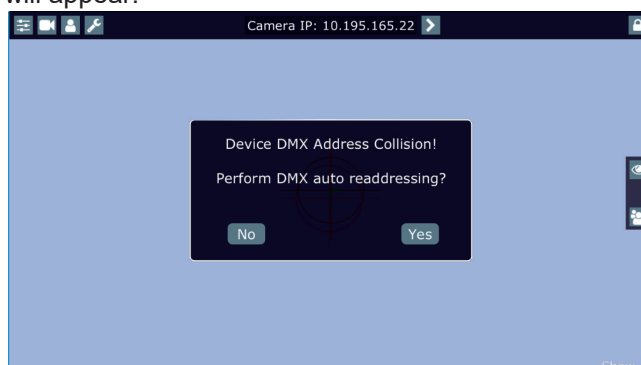 will appear:
Camera IP: 10.195.165.22
Device DMX Address Collision!
Perform DMX auto readdressing?
No Yes